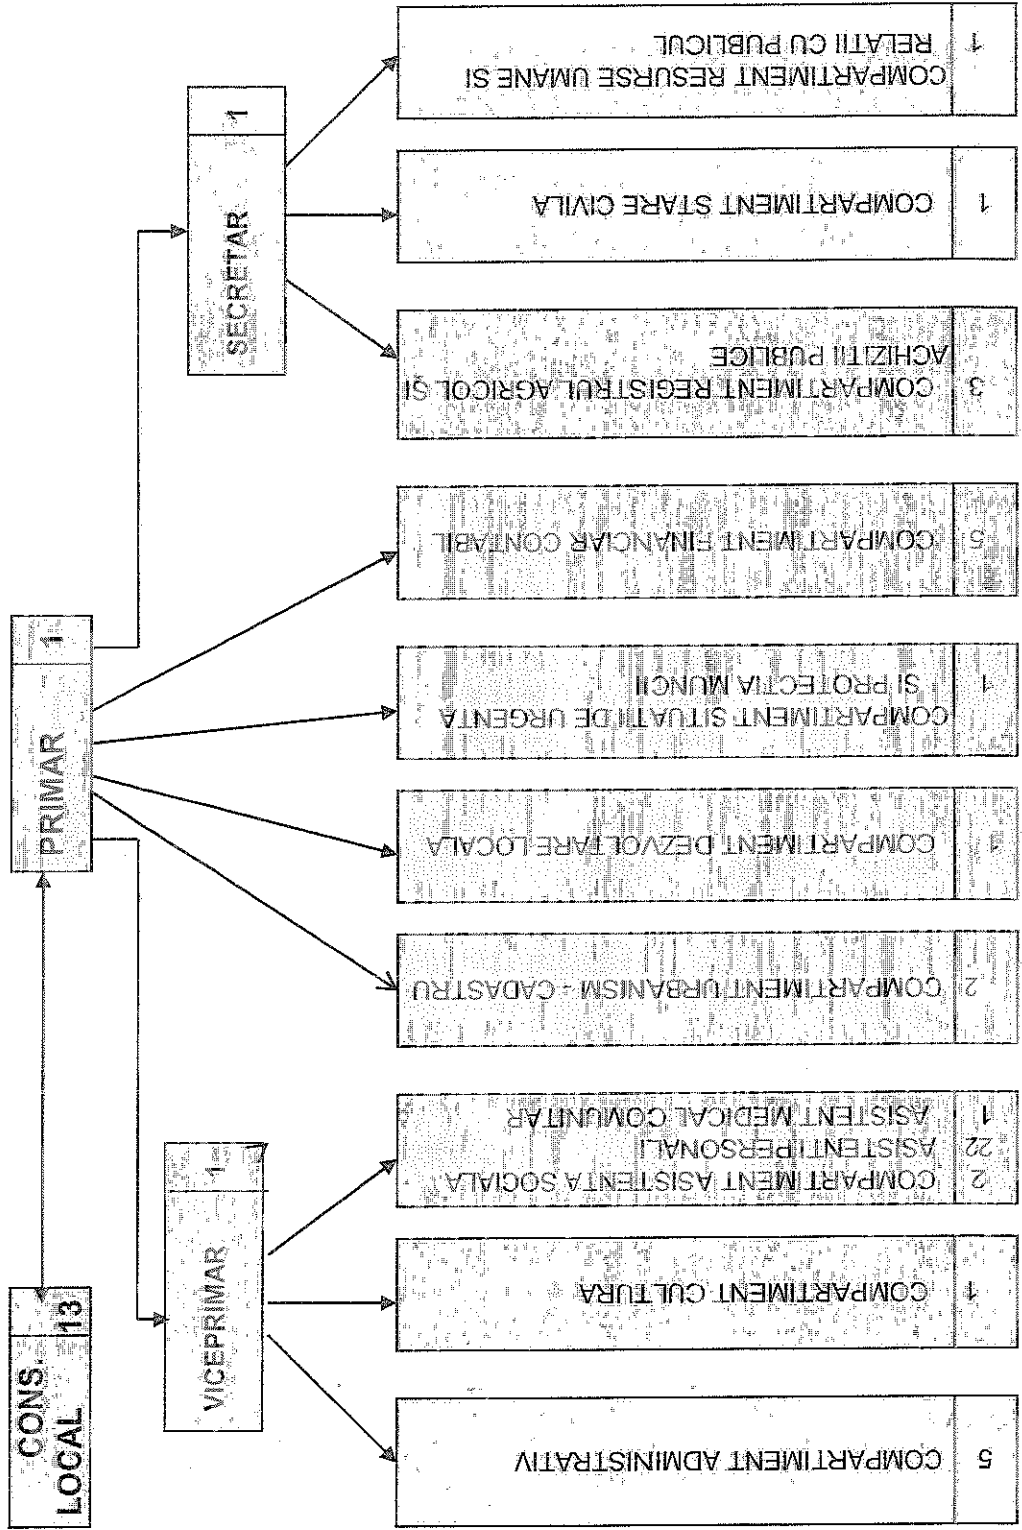 CONS.
LOCAL
13
PRIMAR
1
VICEPRIMAR
1
SECRETAR
1
COMPARTIMENT ADMINISTRATIV
5
COMPARTIMENT CULTURA
1
COMPARTIMENT ASISTENTA SOCIALA
2
ASISTENTI PERSONALI
22
ASISTENT MEDICAL COMUNITAR
1
COMPARTIMENT URBANISM - CADASTRU
2
COMPARTIMENT DEZVOLTARE LOCALA
1
COMPARTIMENT SITUATII DE URGENTA
SI PROTECTIA MUNCII
1
COMPARTIMENT FINANCIAR CONTABIL
5
COMPARTIMENT REGISTRUL AGRICOL SI
ACHIZITII PUBLICE
3
COMPARTIMENT STARE CIVILA
1
COMPARTIMENT RESURSE UMANE SI
RELATII CU PUBLICUL
1